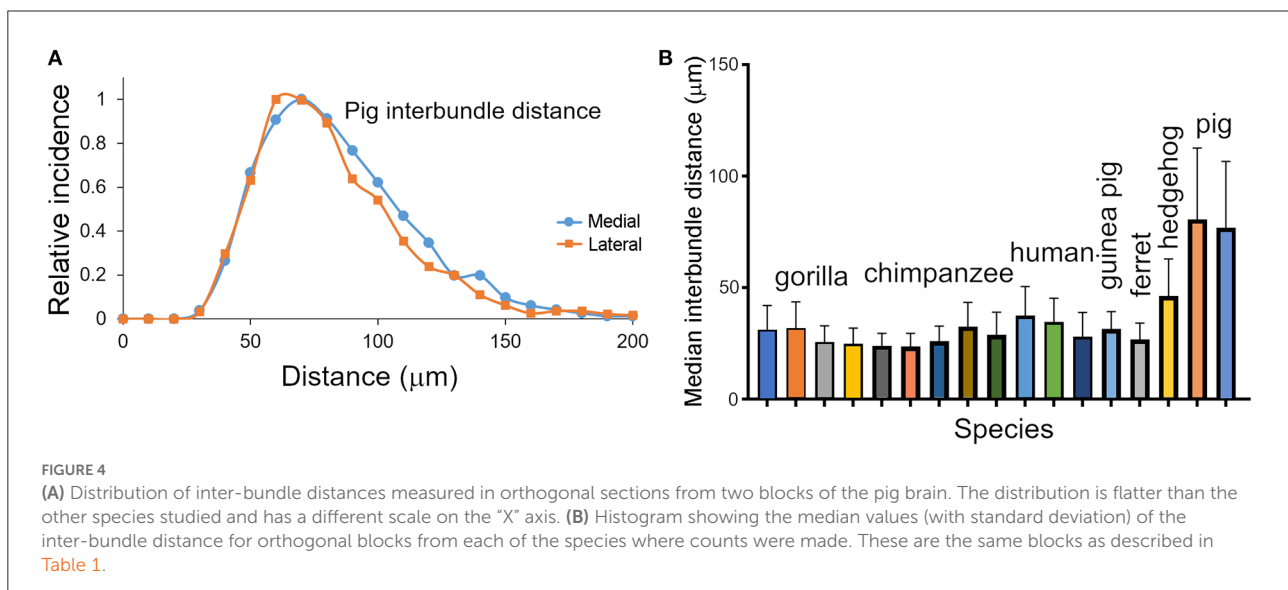 A
Relative incidence
1
0.8
0.6
0.4
0.2
0
0
50
100
150
200
Distance (μm)
Pig interbundle distance
Medial
Lateral
B
Median interbundle distance (μm)
150
100
50
0
gorilla
chimpanzee
human
guinea pig
ferret
hedgehog
pig
Species
FIGURE 4
(A) Distribution of inter-bundle distances measured in orthogonal sections from two blocks of the pig brain. The distribution is flatter than the
other species studied and has a different scale on the “X” axis. (B) Histogram showing the median values (with standard deviation) of the
inter-bundle distance for orthogonal blocks from each of the species where counts were made. These are the same blocks as described in
Table 1.